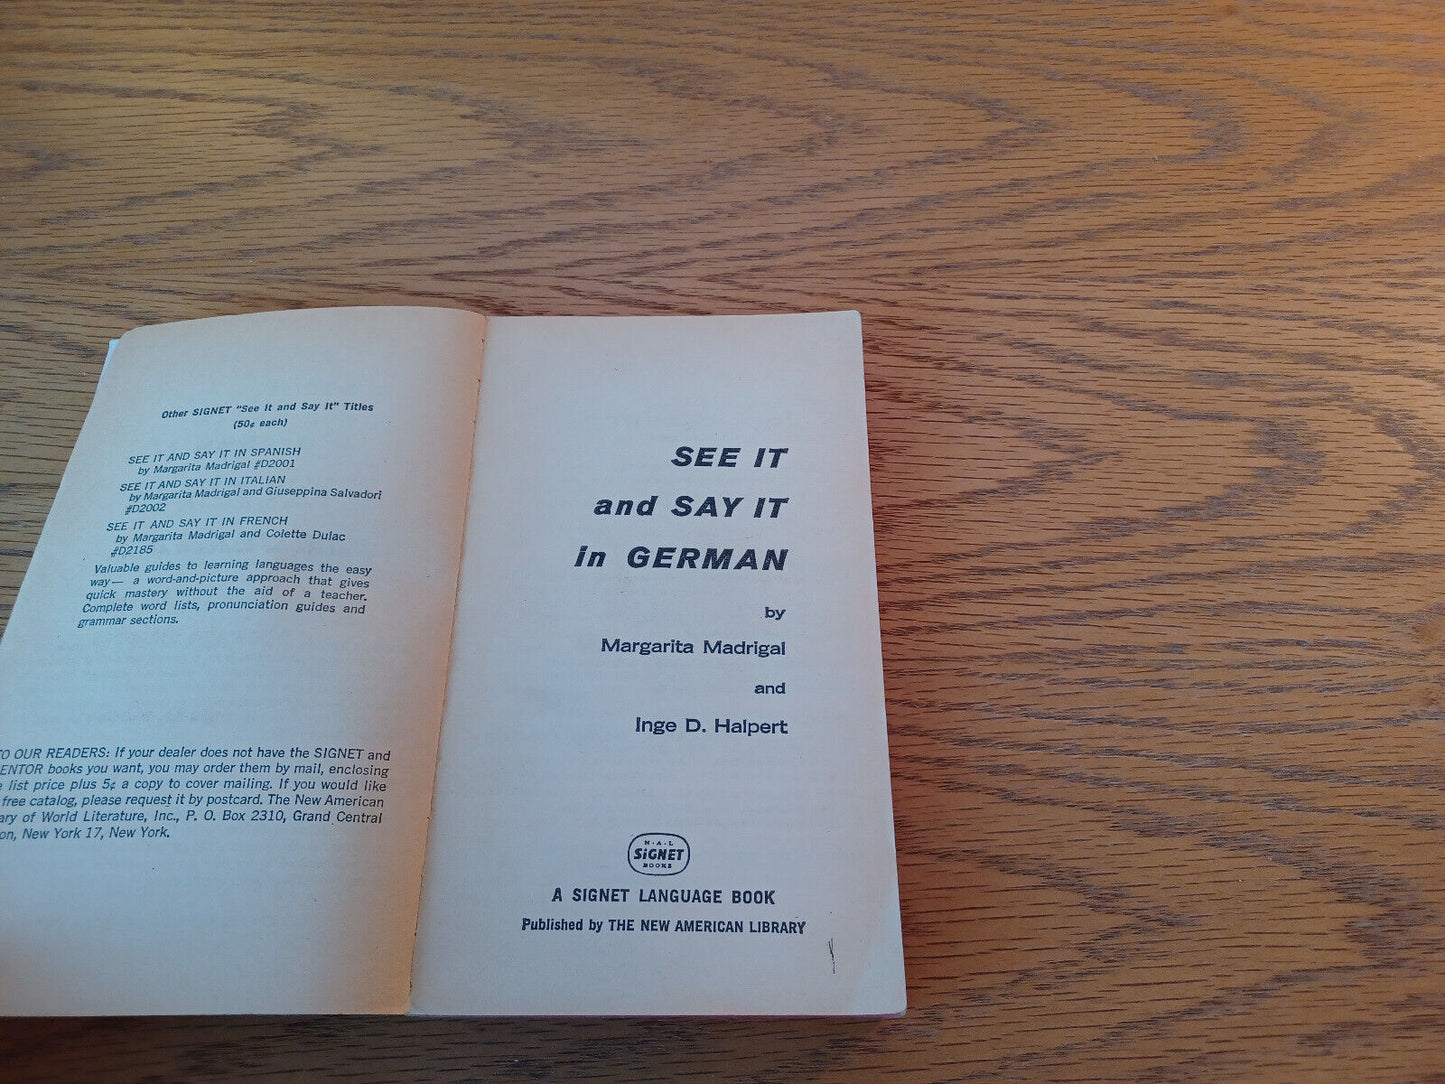 Other SIGNET "See It and Say It" Titles
(50¢ each)
SEE IT AND SAY IT IN SPANISH
by Margarita Madrigal #D2001
SEE IT AND SAY IT IN ITALIAN
by Margarita Madrigal and Giuseppina Salvadori
#D2002
SEE IT AND SAY IT IN FRENCH
by Margarita Madrigal and Colette Dulac
#D2185
Valuable guides to learning languages the easy
way— a word-and-picture approach that gives
quick mastery without the aid of a teacher.
Complete word lists, pronunciation guides and
grammar sections.
TO OUR READERS: If your dealer does not have the SIGNET and
ENTOR books you want, you may order them by mail, enclosing
list price plus 5¢ a copy to cover mailing. If you would like
free catalog, please request it by postcard. The New American
ary of World Literature, Inc., P. O. Box 2310, Grand Central
on, New York 17, New York.
SEE IT
and SAY IT
in GERMAN
by
Margarita Madrigal
and
Inge D. Halpert
N·A·L
SIGNET
BOOKS
A SIGNET LANGUAGE BOOK
Published by THE NEW AMERICAN LIBRARY